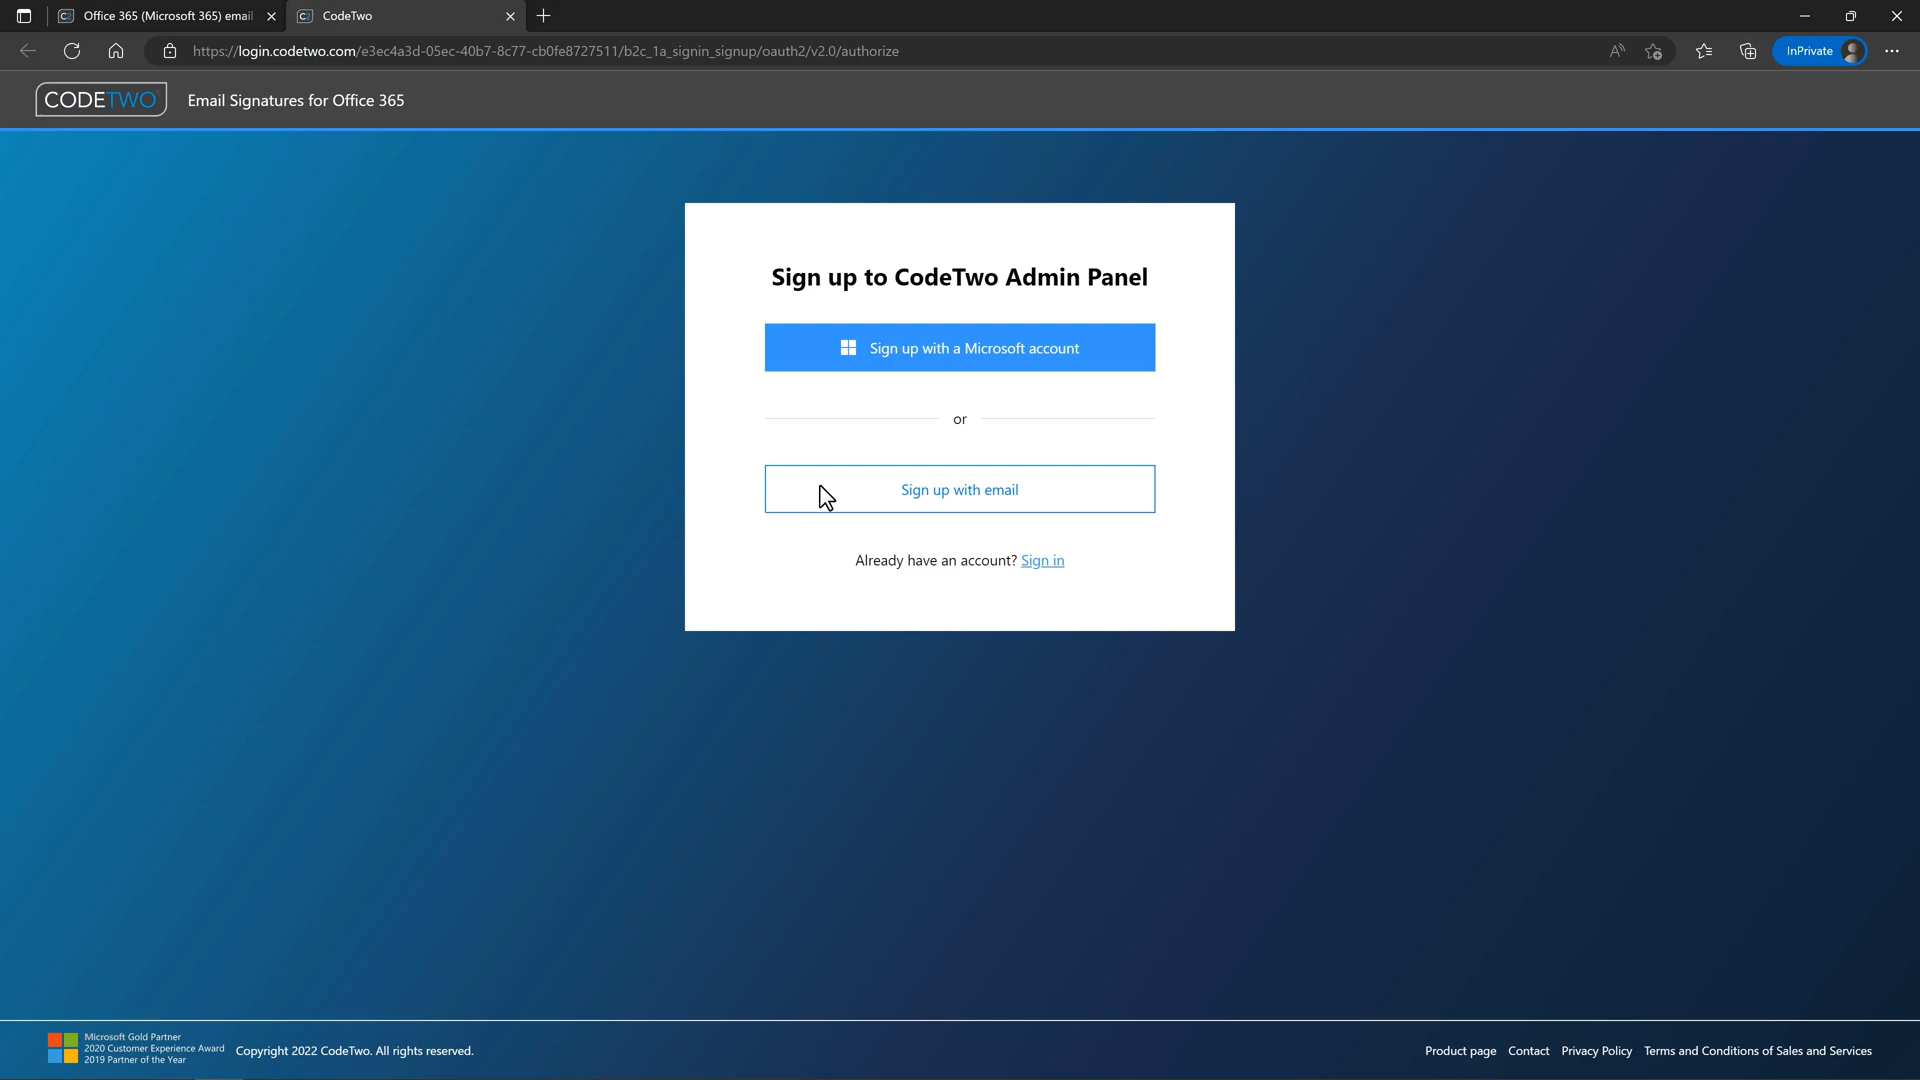 Office 365 (Microsoft 365) email
CodeTwo
https://login.codetwo.com/e3ec4a3d-05ec-40b7-8c77-cb0fe8727511/b2c_1a_signin_signup/oauth2/v2.0/authorize
InPrivate
CODETWO
Email Signatures for Office 365
Sign up to CodeTwo Admin Panel
Sign up with a Microsoft account
or
Sign up with email
Already have an account? Sign in
Microsoft Gold Partner
2020 Customer Experience Award
2019 Partner of the Year
Copyright 2022 CodeTwo. All rights reserved.
Product page Contact Privacy Policy Terms and Conditions of Sales and Services